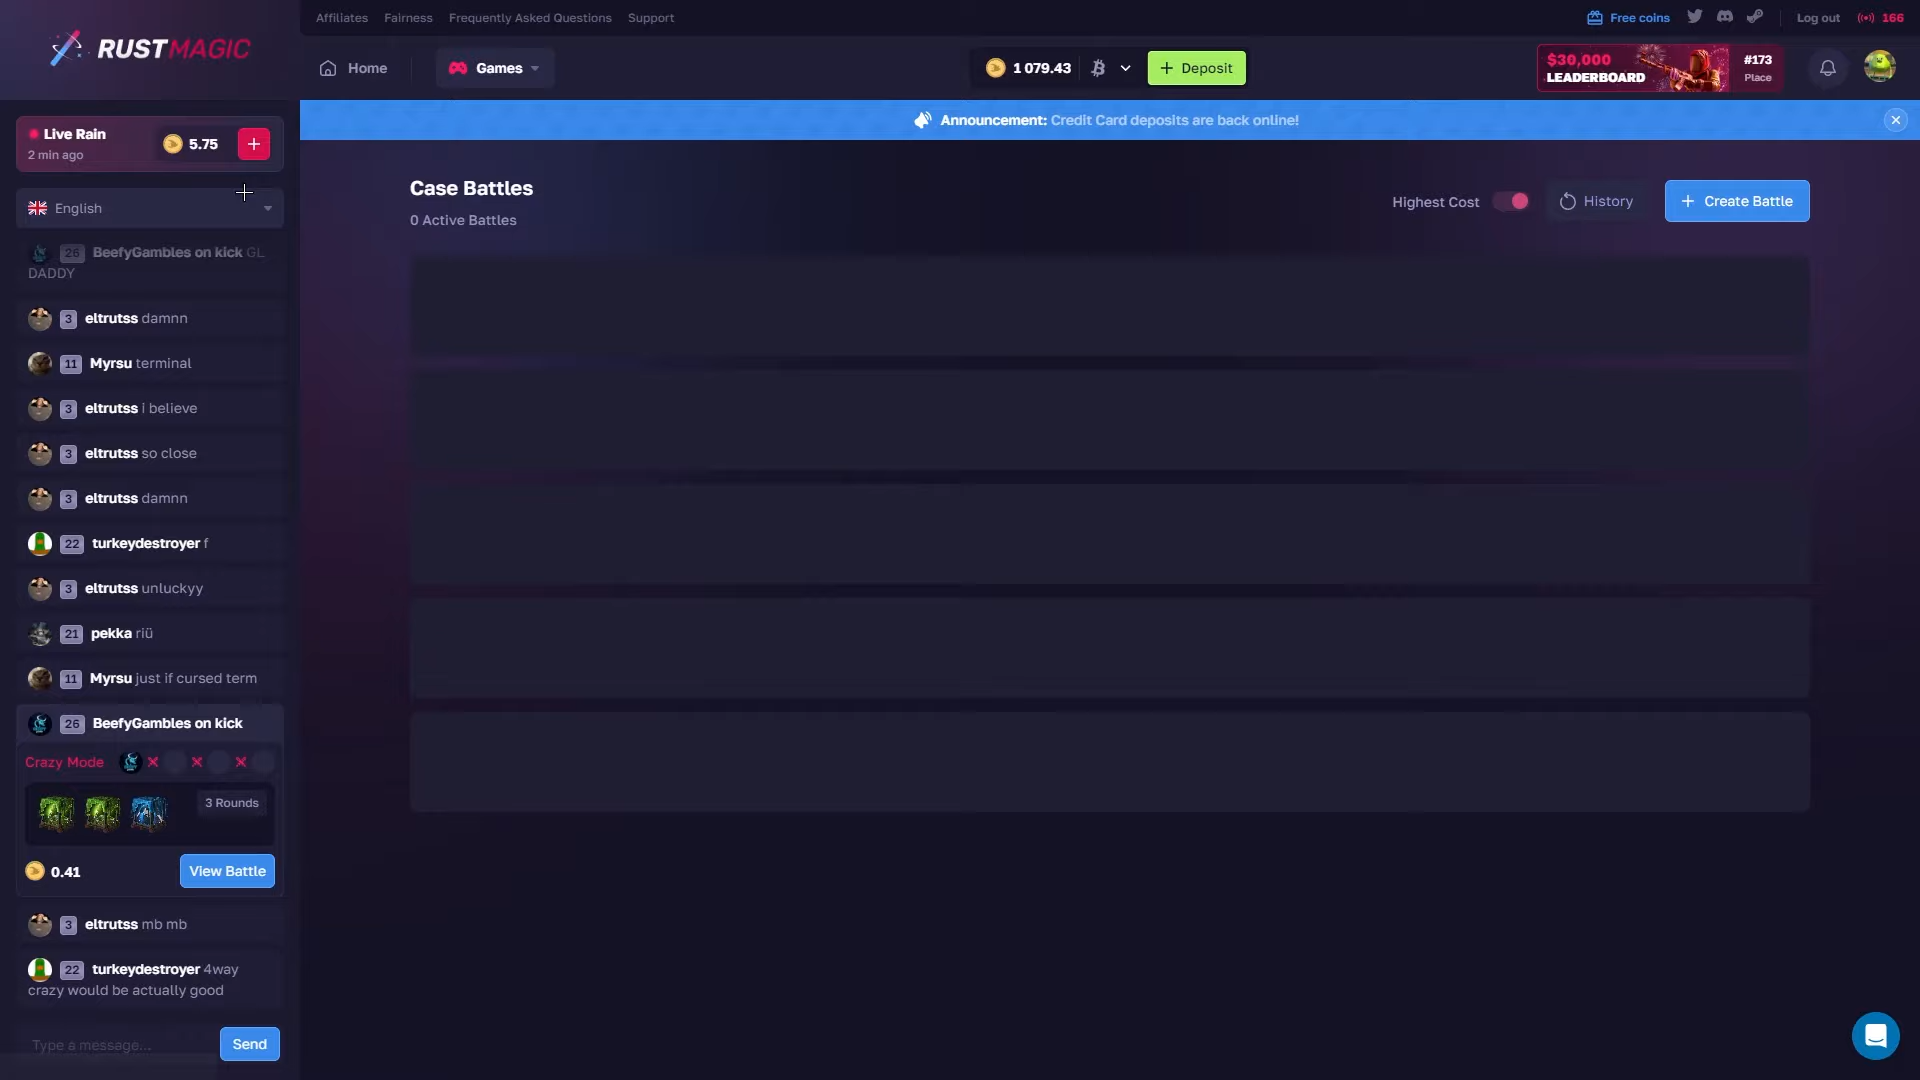 Affiliates Fairness Frequently Asked Questions Support
Free coins
Log out
166
RUSTMAGIC
Home
Games
1 079.43
+ Deposit
$30,000
LEADERBOARD
#173
Place
Live Rain
2 min ago
5.75
+
Announcement: Credit Card deposits are back online!
English
Case Battles
0 Active Battles
Highest Cost
History
+ Create Battle
26 BeefyGambles on kick GL
DADDY
3 eltrutss damnn
11 Myrsu terminal
3 eltrutss i believe
3 eltrutss so close
3 eltrutss damnn
22 turkeydestroyer f
3 eltrutss unluckyy
21 pekka riü
11 Myrsu just if cursed term
26 BeefyGambles on kick
Crazy Mode
3 Rounds
0.41
View Battle
3 eltrutss mb mb
22 turkeydestroyer 4way
crazy would be actually good
Type a message...
Send